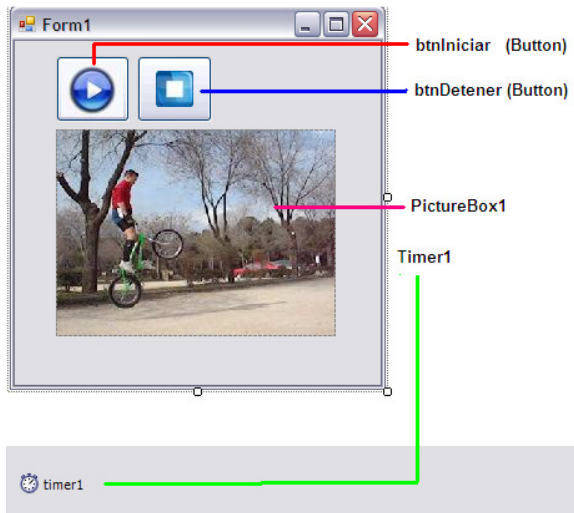 Form1
btnIniciar (Button)
btnDetener (Button)
PictureBox1
Timer1
timer1